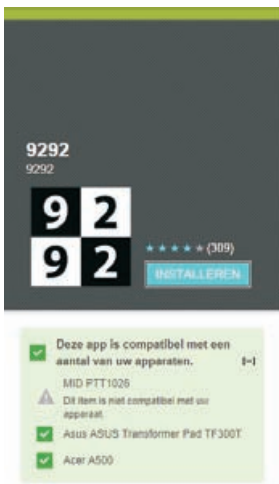 9292
9292
9 2
9 2
(309)
INSTALLEREN
Deze app is compatibel met een
aantal van uw apparaten. [-]
MID PTT1026
Dit item is niet compatibel met uw
apparaat.
Asus ASUS Transformer Pad TF300T
Acer A500